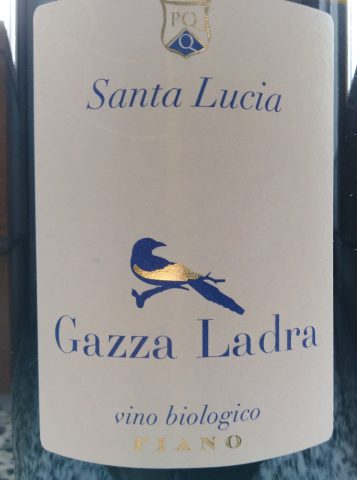 PQ
Q
Santa Lucia
Gazza Ladra
vino biologico
FIANO